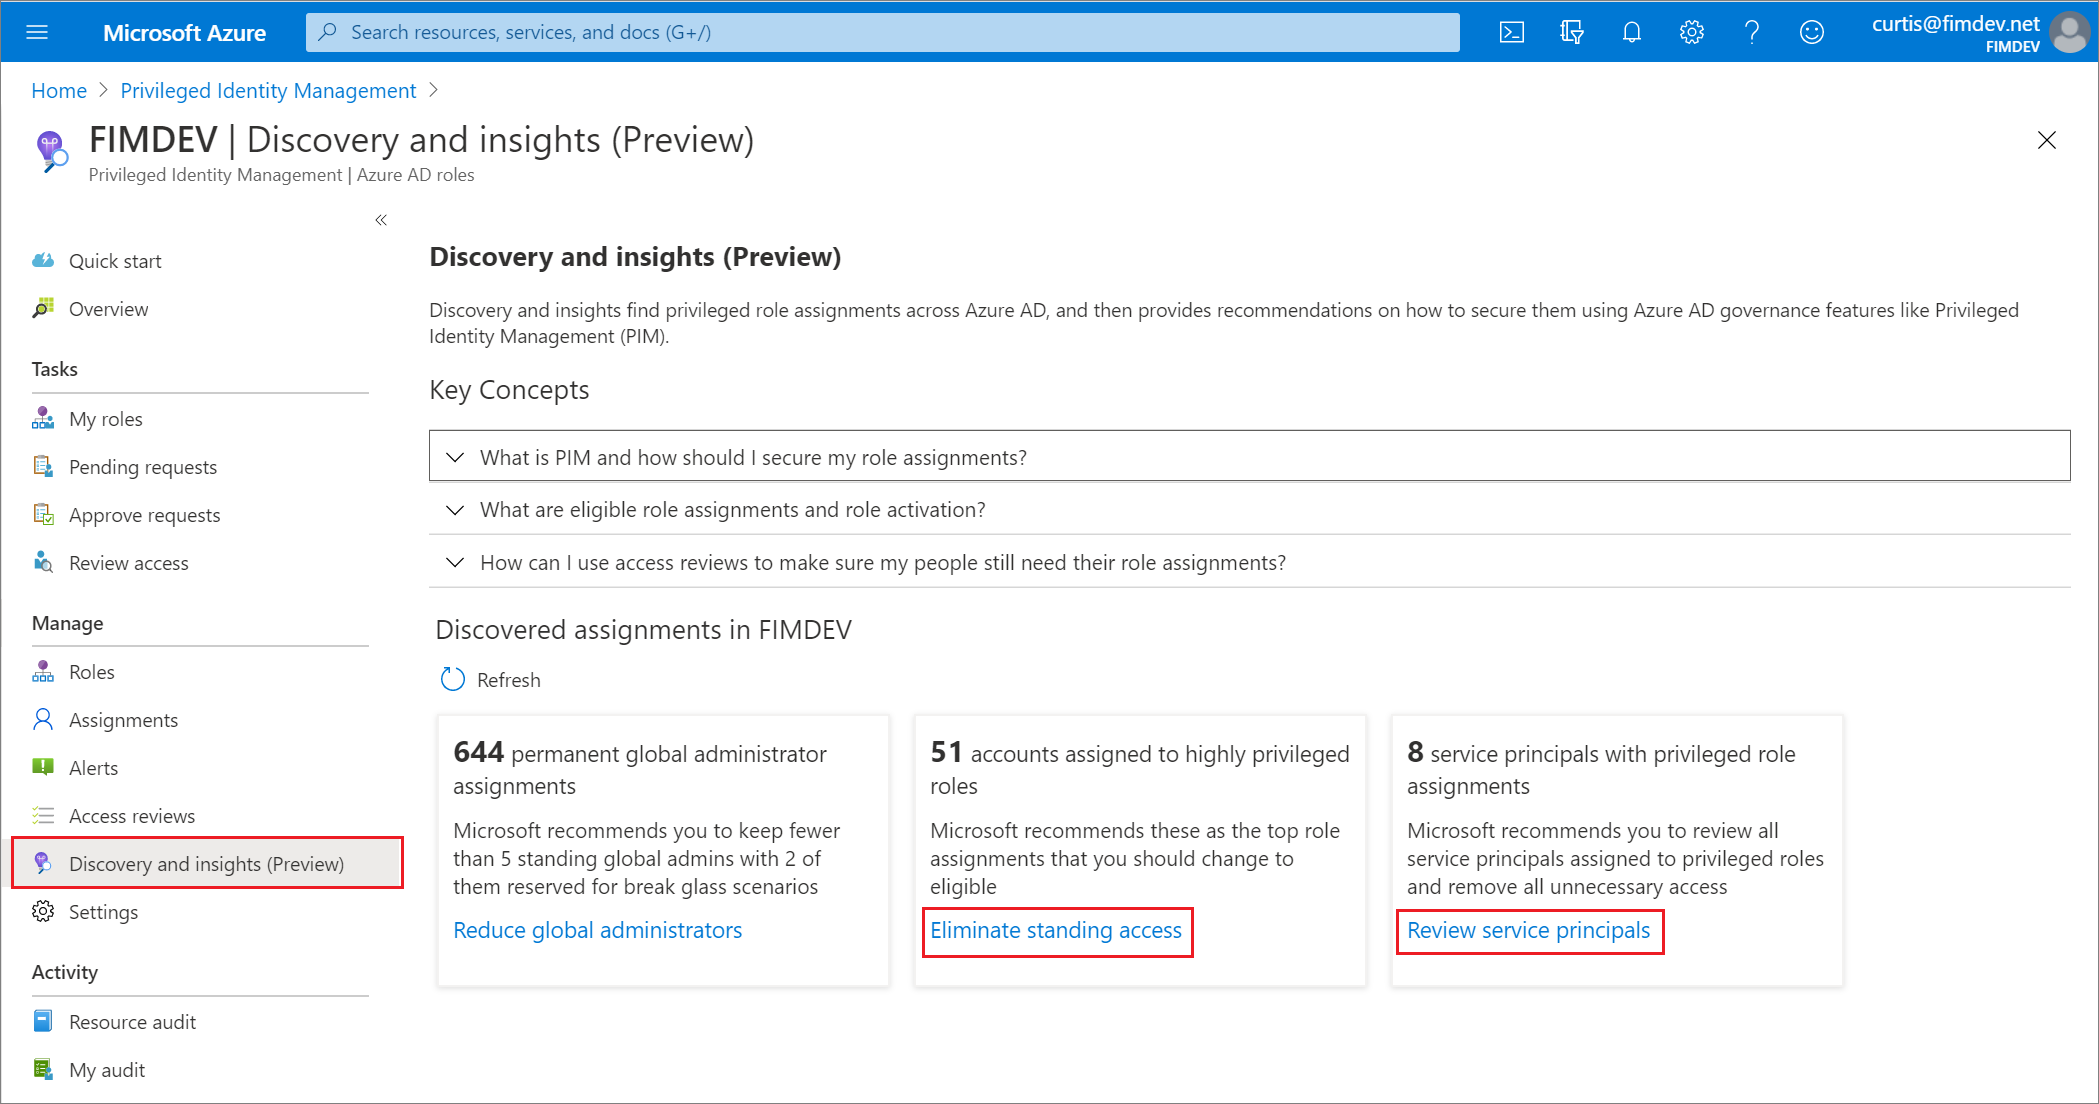 Microsoft Azure
Search resources, services, and docs (G+/)
curtis@fimdev.net
FIMDEV
Home > Privileged Identity Management >
FIMDEV | Discovery and insights (Preview)
Privileged Identity Management | Azure AD roles
«
Quick start
Overview
Tasks
My roles
Pending requests
Approve requests
Review access
Manage
Roles
Assignments
Alerts
Access reviews
Discovery and insights (Preview)
Settings
Activity
Resource audit
My audit
Discovery and insights (Preview)
Discovery and insights find privileged role assignments across Azure AD, and then provides recommendations on how to secure them using Azure AD governance features like Privileged
Identity Management (PIM).
Key Concepts
What is PIM and how should I secure my role assignments?
What are eligible role assignments and role activation?
How can I use access reviews to make sure my people still need their role assignments?
Discovered assignments in FIMDEV
Refresh
644 permanent global administrator
assignments
Microsoft recommends you to keep fewer
than 5 standing global admins with 2 of
them reserved for break glass scenarios
Reduce global administrators
51 accounts assigned to highly privileged
roles
Microsoft recommends these as the top role
assignments that you should change to
eligible
Eliminate standing access
8 service principals with privileged role
assignments
Microsoft recommends you to review all
service principals assigned to privileged roles
and remove all unnecessary access
Review service principals